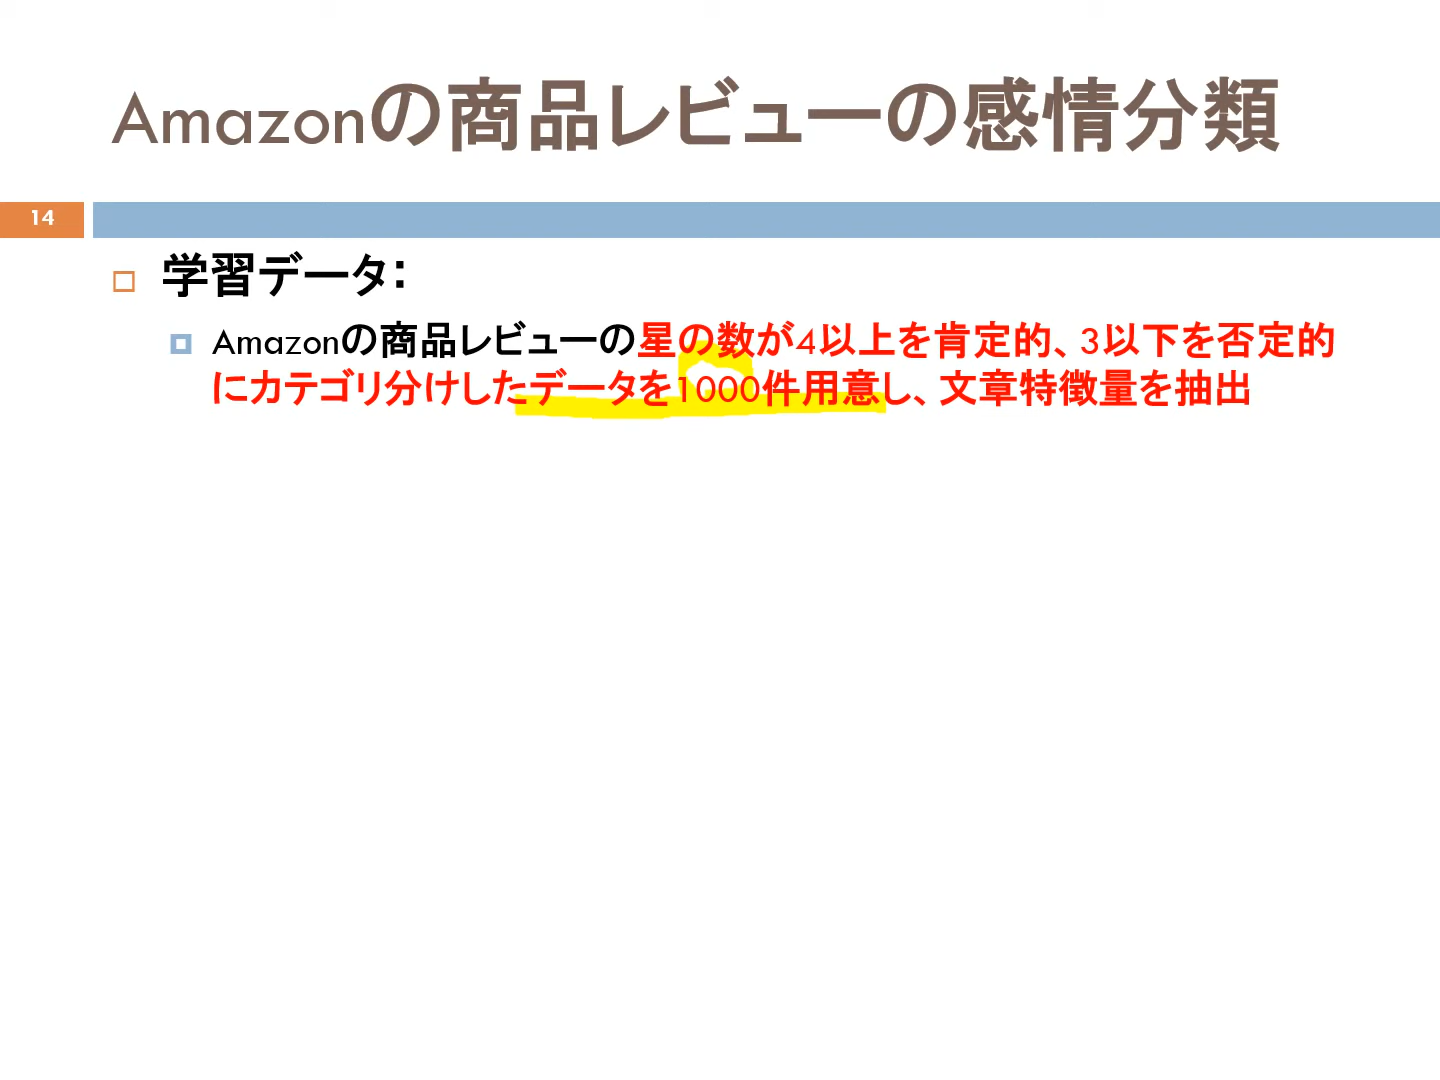 Amazonの商品レビューの感情分類
14
学習データ：
Amazonの商品レビューの星の数が4以上を肯定的、3以下を否定的
にカテゴリ分けしたデータを1000件用意し、文章特徴量を抽出